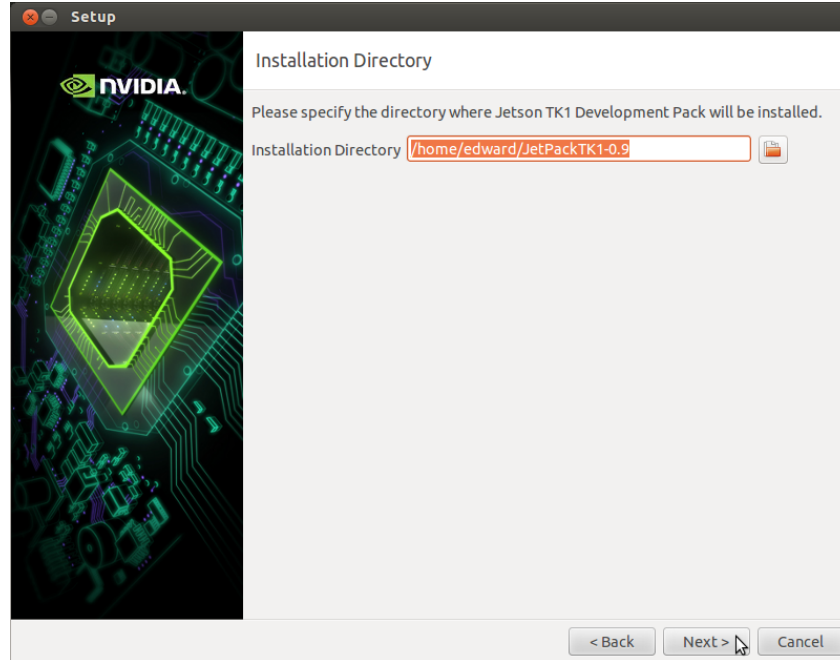 Setup
NVIDIA.
Installation Directory
Please specify the directory where Jetson TK1 Development Pack will be installed.
Installation Directory /home/edward/JetPackTK1-0.9
< Back Next > Cancel